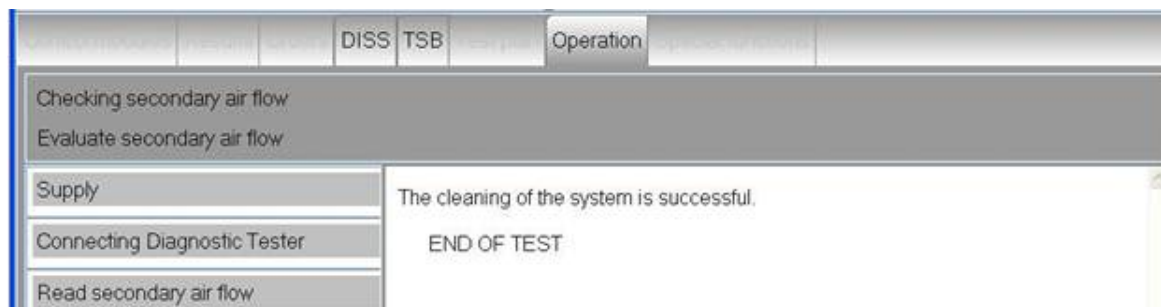 DISS TSB Operation
Checking secondary air flow
Evaluate secondary air flow
Supply
The cleaning of the system is successful.
Connecting Diagnostic Tester
END OF TEST
Read secondary air flow